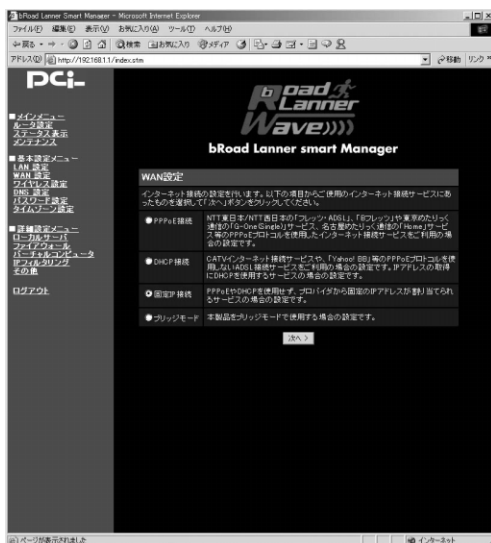 bRoad Lanner Smart Manager - Microsoft Internet Explorer
ファイル(F) 編集(E) 表示(V) お気に入り(A) ツール(T) ヘルプ(H)
戻る 検索 お気に入り メディア
アドレス(D) http://192.168.1.1/index.stm 移動 リンク
PCi
■メインメニュー
ルータ設定
ステータス表示
メンテナンス
■基本設定メニュー
LAN 設定
WAN 設定
ワイヤレス設定
DNS 設定
パスワード設定
タイムゾーン設定
■詳細設定メニュー
ローカルサーバ
ファイアウォール
バーチャルコンピュータ
IPフィルタリング
その他
ログアウト
bRoad
Lanner
Wave))))
bRoad Lanner smart Manager
WAN設定
インターネット接続の設定を行います。以下の項目からご使用のインターネット接続サービスにあ
ったものを選択して「次へ」ボタンをクリックしてください。
PPPoE接続
NTT東日本/NTT西日本の「フレッツ・ADSL」、「Bフレッツ」や東京めたりっく
通信の「G-One(Single)」サービス、名古屋めたりっく通信の「Home」サービ
ス等のPPPoEプロトコルを使用したインターネット接続サービスをご利用の場
合の設定です。
DHCP接続
CATVインターネット接続サービスや、「Yahoo! BB」等のPPPoEプロトコルを使
用しないADSL接続サービスをご利用の場合の設定です。IPアドレスの取得
にDHCPを使用するサービスの場合の設定です。
固定IP接続
PPPoEやDHCPを使用せず、プロバイダから固定のIPアドレスが割り当てられ
るサービスの場合の設定です。
ブリッジモード
本製品をブリッジモードで使用する場合の設定です。
次へ >
ページが表示されました
インターネット